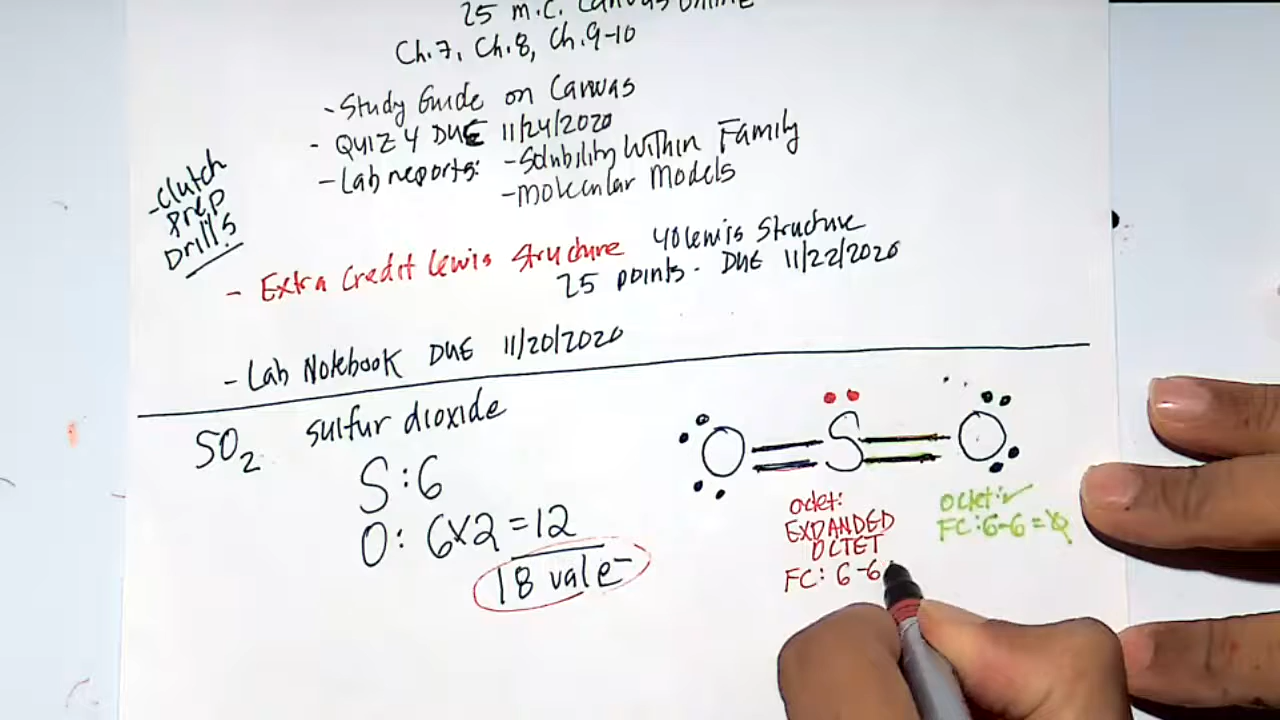 25 m.C. Canvas Online
Ch.7, Ch.8, Ch.9-10
- Study Guide on Canvas
- QUIZ 4 DUE 11/24/2020
- Lab reports: - Solubility Within Family
- Molecular Models
- Clutch
Prep
Drills
- Extra Credit Lewis Structure 40 Lewis Structure
25 points - DUE 11/22/2020
- Lab Notebook DUE 11/20/2020
SO2 sulfur dioxide
S:6
O: 6x2 = 12
18 val e-
O S O
octet:
EXPANDED
OCTET
FC: 6-6
octet: ✓
FC: 6-6 =